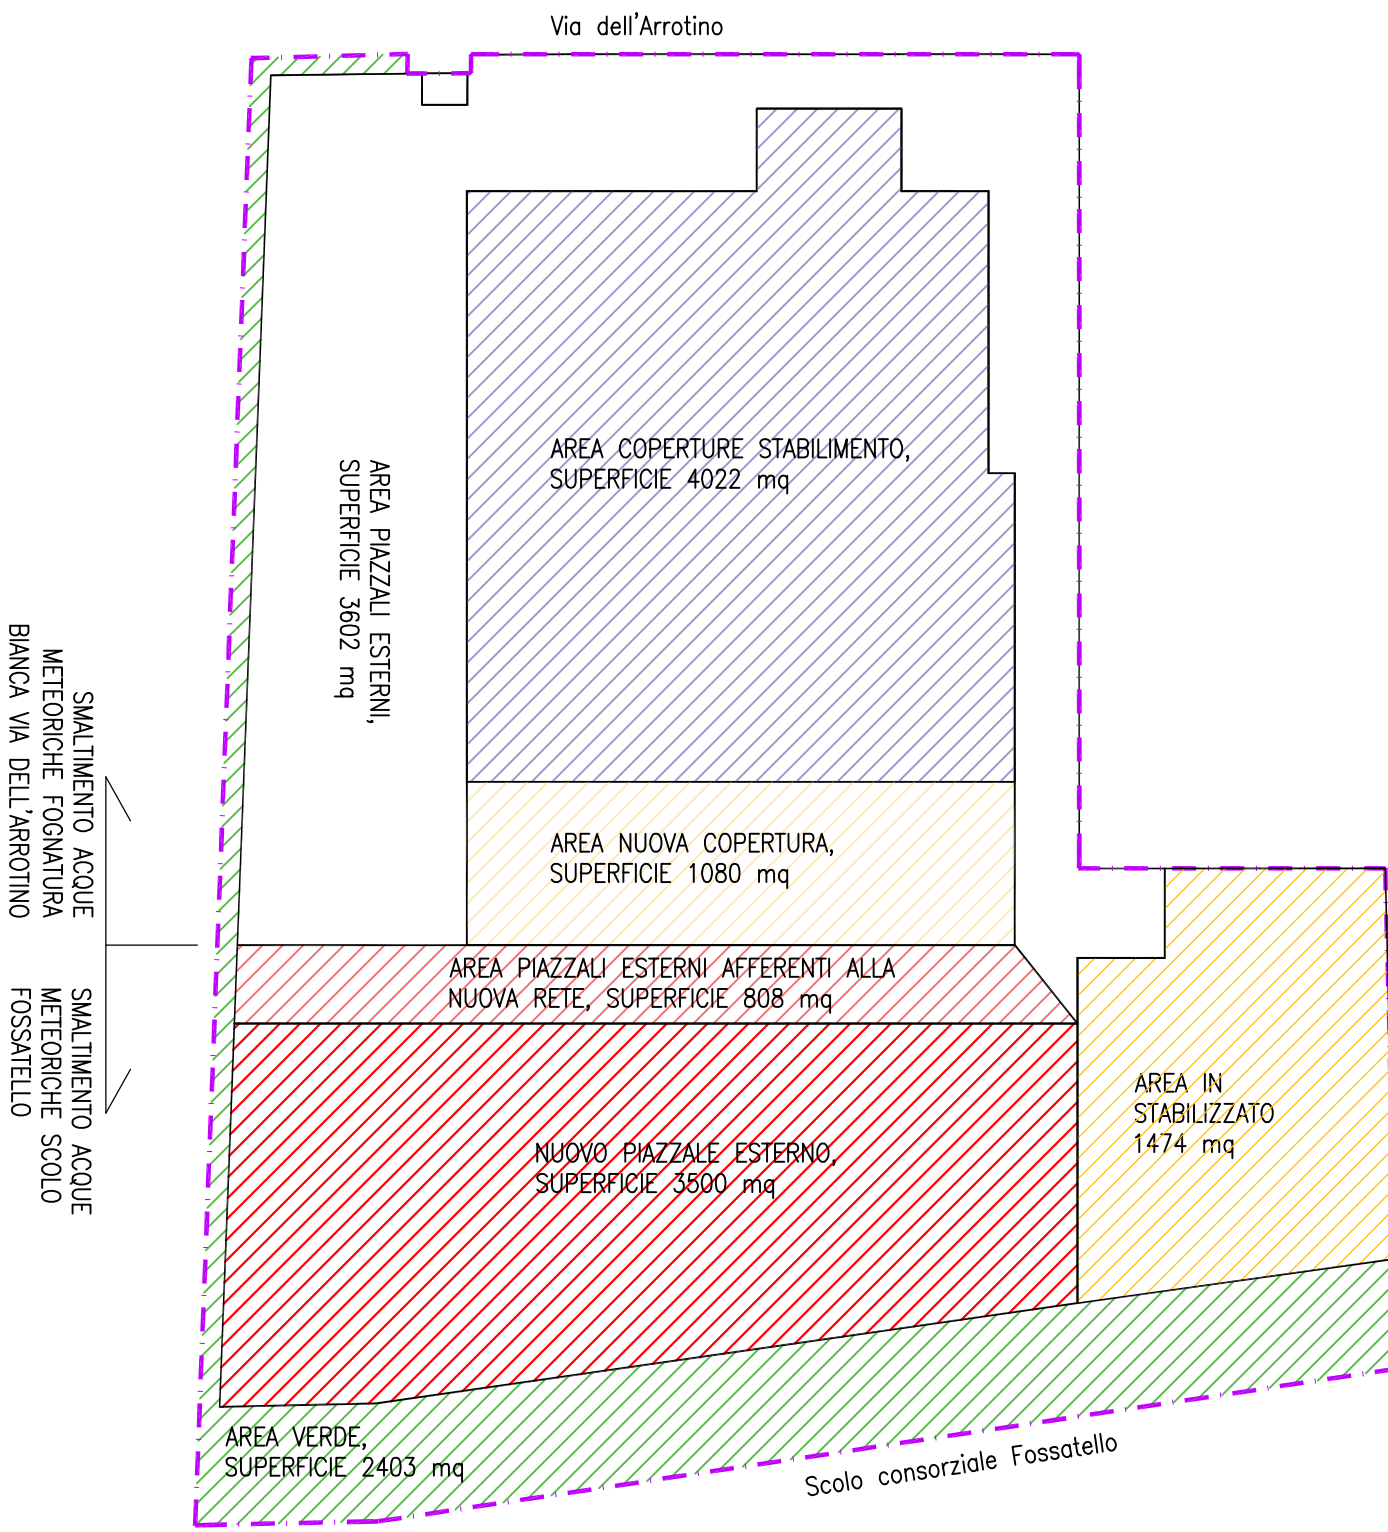 Via dell'Arrotino
AREA COPERTURE STABILIMENTO,
SUPERFICIE 4022 mq
AREA PIAZZALI ESTERNI,
SUPERFICIE 3602 mq
SMALTIMENTO ACQUE
METEORICHE FOGNATURA
BIANCA VIA DELL'ARROTINO
AREA NUOVA COPERTURA,
SUPERFICIE 1080 mq
AREA PIAZZALI ESTERNI AFFERENTI ALLA
NUOVA RETE, SUPERFICIE 808 mq
SMALTIMENTO ACQUE
METEORICHE SCOLO
FOSSATELLO
AREA IN
STABILIZZATO
1474 mq
NUOVO PIAZZALE ESTERNO,
SUPERFICIE 3500 mq
AREA VERDE,
SUPERFICIE 2403 mq
Scolo consorziale Fossatello